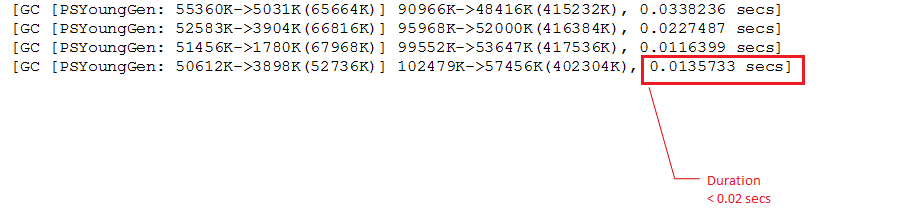 [GC [PSYoungGen: 55360K->5031K(65664K)] 90966K->48416K(415232K), 0.0338236 secs]
[GC [PSYoungGen: 52583K->3904K(66816K)] 95968K->52000K(416384K), 0.0227487 secs]
[GC [PSYoungGen: 51456K->1780K(67968K)] 99552K->53647K(417536K), 0.0116399 secs]
[GC [PSYoungGen: 50612K->3898K(52736K)] 102479K->57456K(402304K), 0.0135733 secs]
Duration
< 0.02 secs